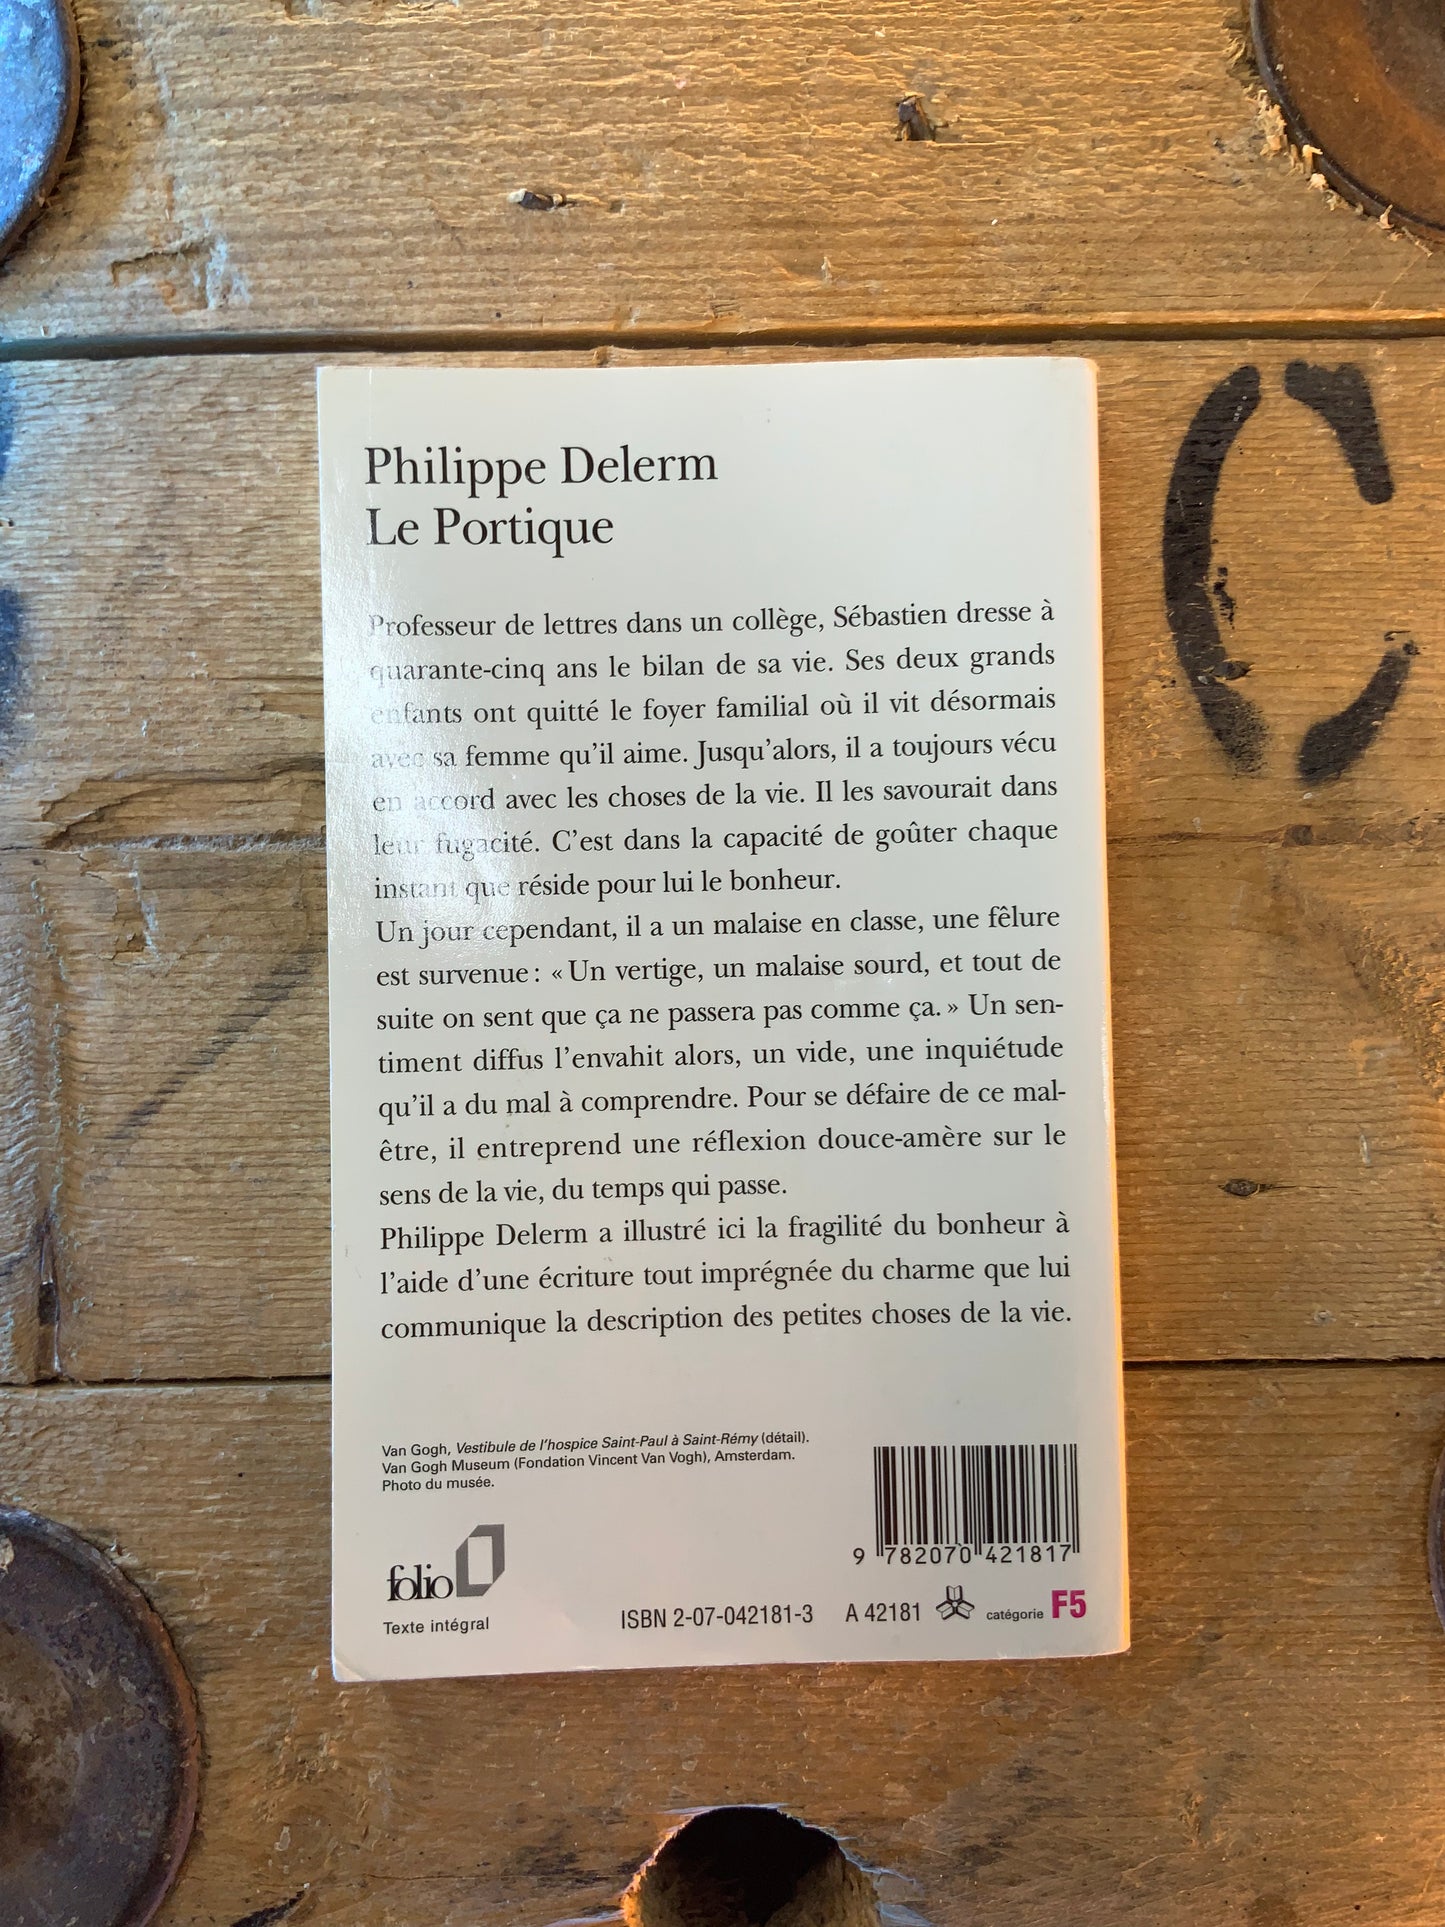 Philippe Delerm
Le Portique
Professeur de lettres dans un collège, Sébastien dresse à
quarante-cinq ans le bilan de sa vie. Ses deux grands
enfants ont quitté le foyer familial où il vit désormais
avec sa femme qu'il aime. Jusqu'alors, il a toujours vécu
en accord avec les choses de la vie. Il les savourait dans
leur fugacité. C'est dans la capacité de goûter chaque
instant que réside pour lui le bonheur.
Un jour cependant, il a un malaise en classe, une fêlure
est survenue : « Un vertige, un malaise sourd, et tout de
suite on sent que ça ne passera pas comme ça. » Un sen-
timent diffus l'envahit alors, un vide, une inquiétude
qu'il a du mal à comprendre. Pour se défaire de ce mal-
être, il entreprend une réflexion douce-amère sur le
sens de la vie, du temps qui passe.
Philippe Delerm a illustré ici la fragilité du bonheur à
l'aide d'une écriture tout imprégnée du charme que lui
communique la description des petites choses de la vie.
Van Gogh, Vestibule de l'hospice Saint-Paul à Saint-Rémy (détail).
Van Gogh Museum (Fondation Vincent Van Vogh), Amsterdam.
Photo du musée.
9 782070 421817
folio
Texte intégral
ISBN 2-07-042181-3 A 42181 catégorie F5